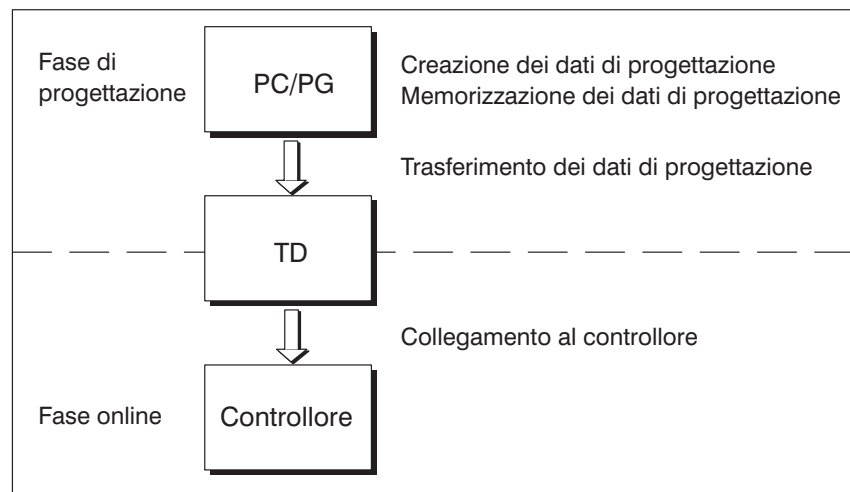 Fase di
progettazione
PC/PG
Creazione dei dati di progettazione
Memorizzazione dei dati di progettazione
Trasferimento dei dati di progettazione
TD
Collegamento al controllore
Fase online
Controllore